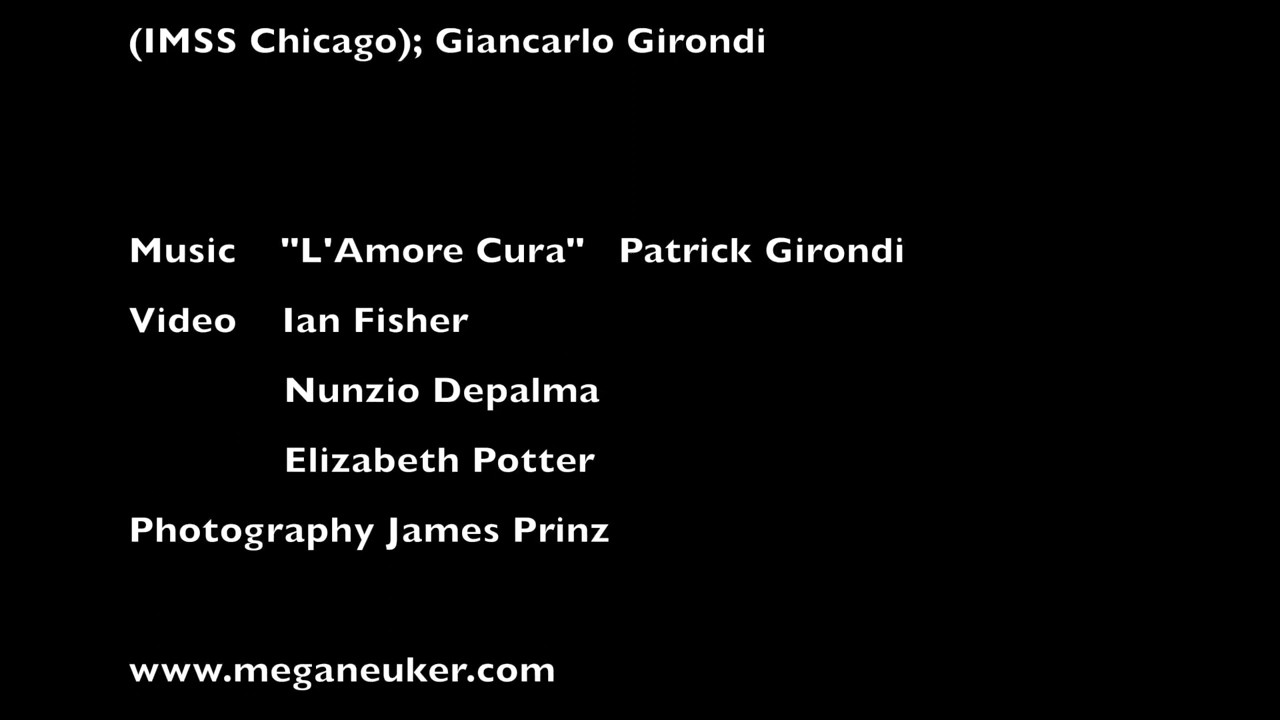 (IMSS Chicago); Giancarlo Girondi
Music "L'Amore Cura" Patrick Girondi
Video Ian Fisher
Nunzio Depalma
Elizabeth Potter
Photography James Prinz
www.meganeuker.com